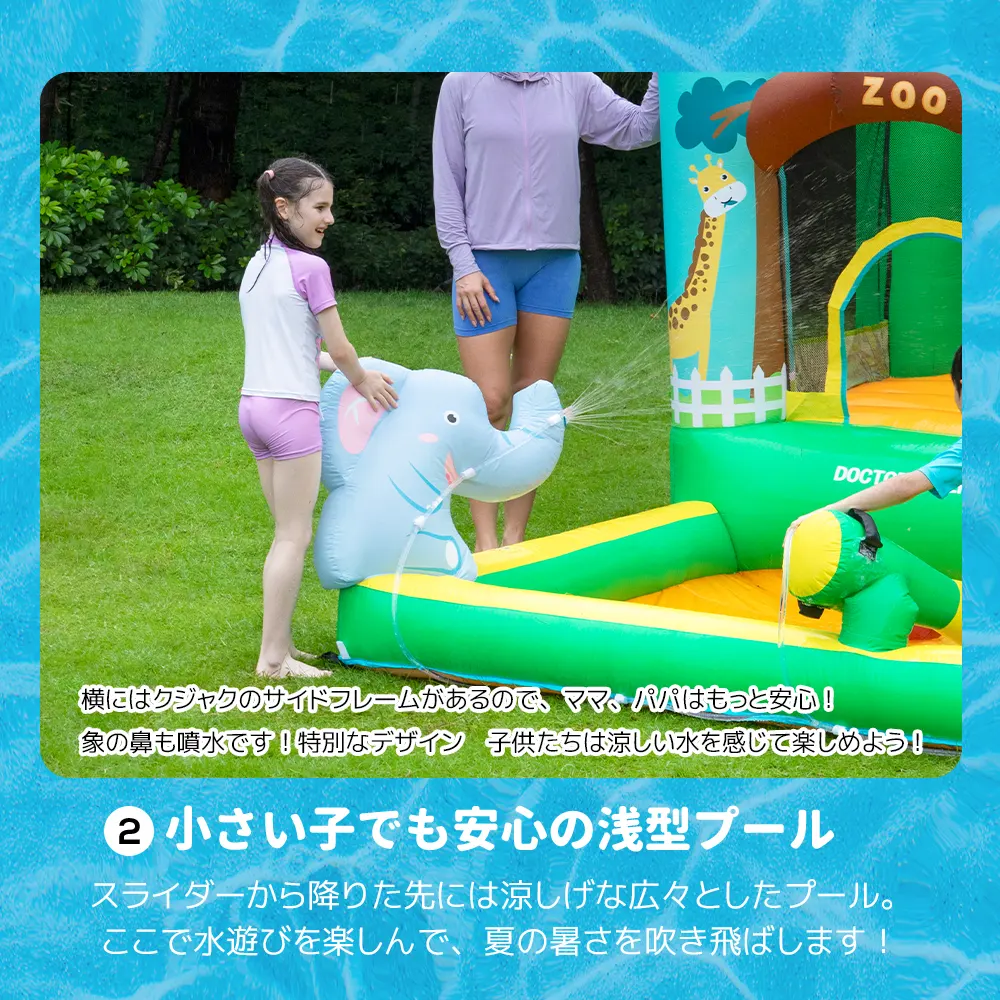 ZOO
横にはクジャクのサイドフレームがあるので、ママ、パパはもっと安心！
象の鼻も噴水です！特別なデザイン　子供たちは涼しい水を感じて楽しめよう！
2 小さい子でも安心の浅型プール
スライダーから降りた先には涼しげな広々としたプール。
ここで水遊びを楽しんで、夏の暑さを吹き飛ばします！